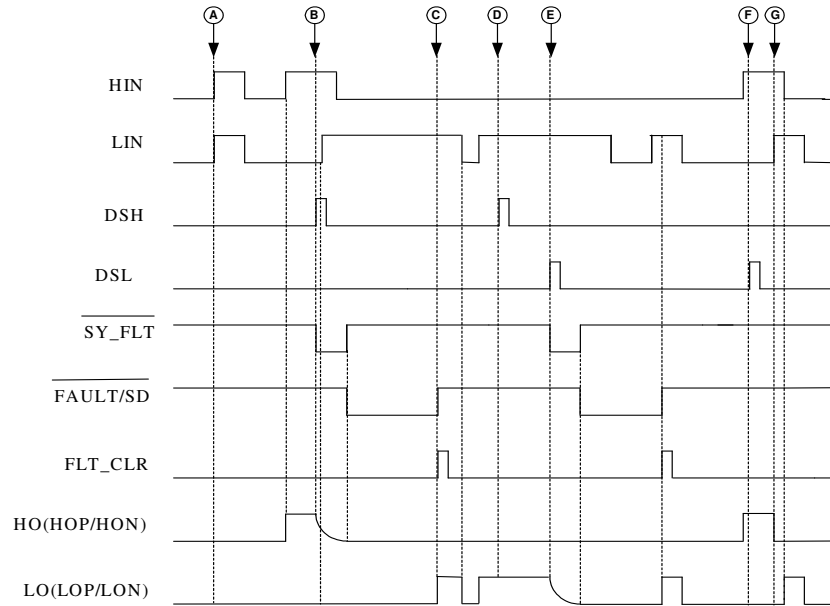 A B C D E F G
HIN
LIN
DSH
DSL
SY_FLT
FAULT/SD
FLT_CLR
HO(HOP/HON)
LO(LOP/LON)